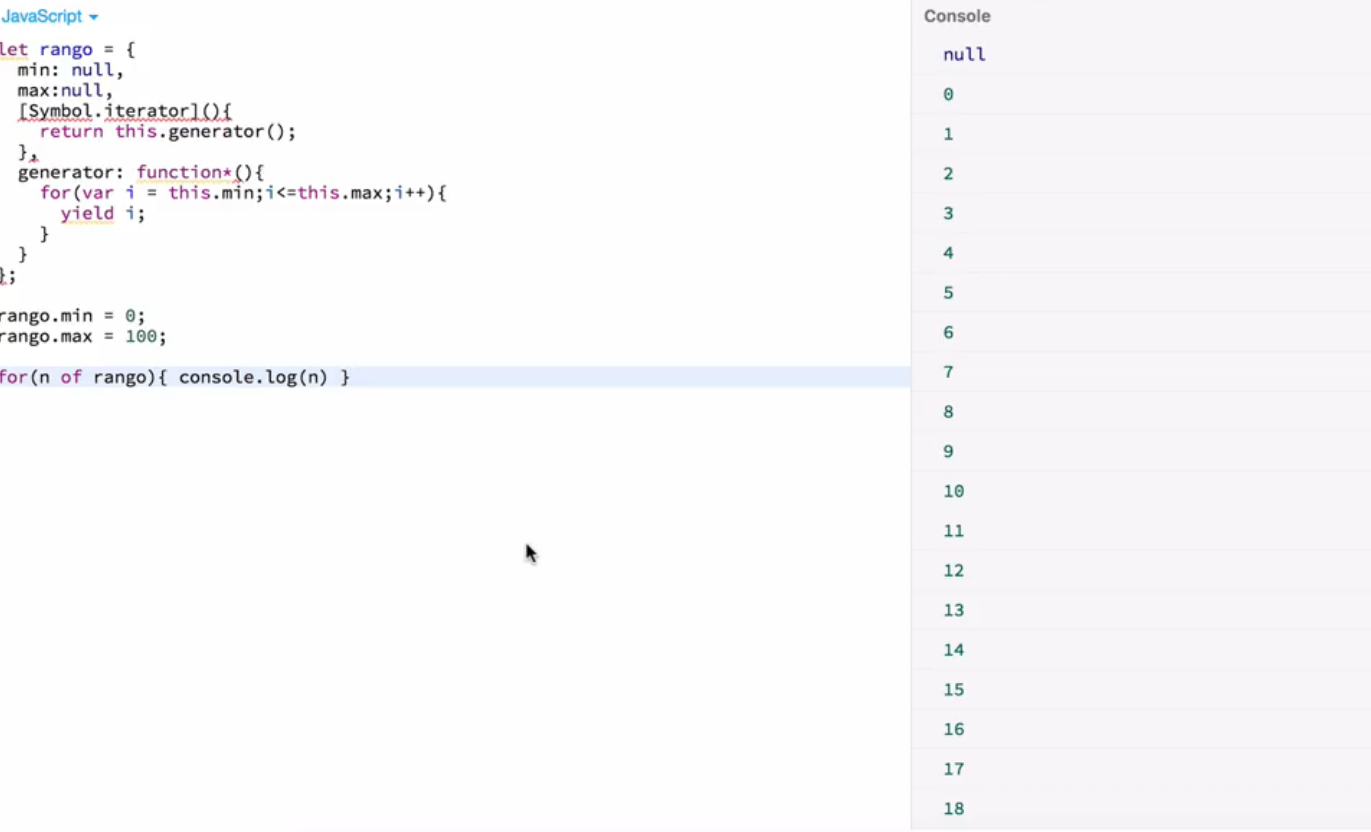 JavaScript
Console
let rango = {
min: null,
max:null,
[Symbol.iterator](){
return this.generator();
},
generator: function*(){
for(var i = this.min;i<=this.max;i++){
yield i;
}
}
};
rango.min = 0;
rango.max = 100;
for(n of rango){ console.log(n) }
null
0
1
2
3
4
5
6
7
8
9
10
11
12
13
14
15
16
17
18